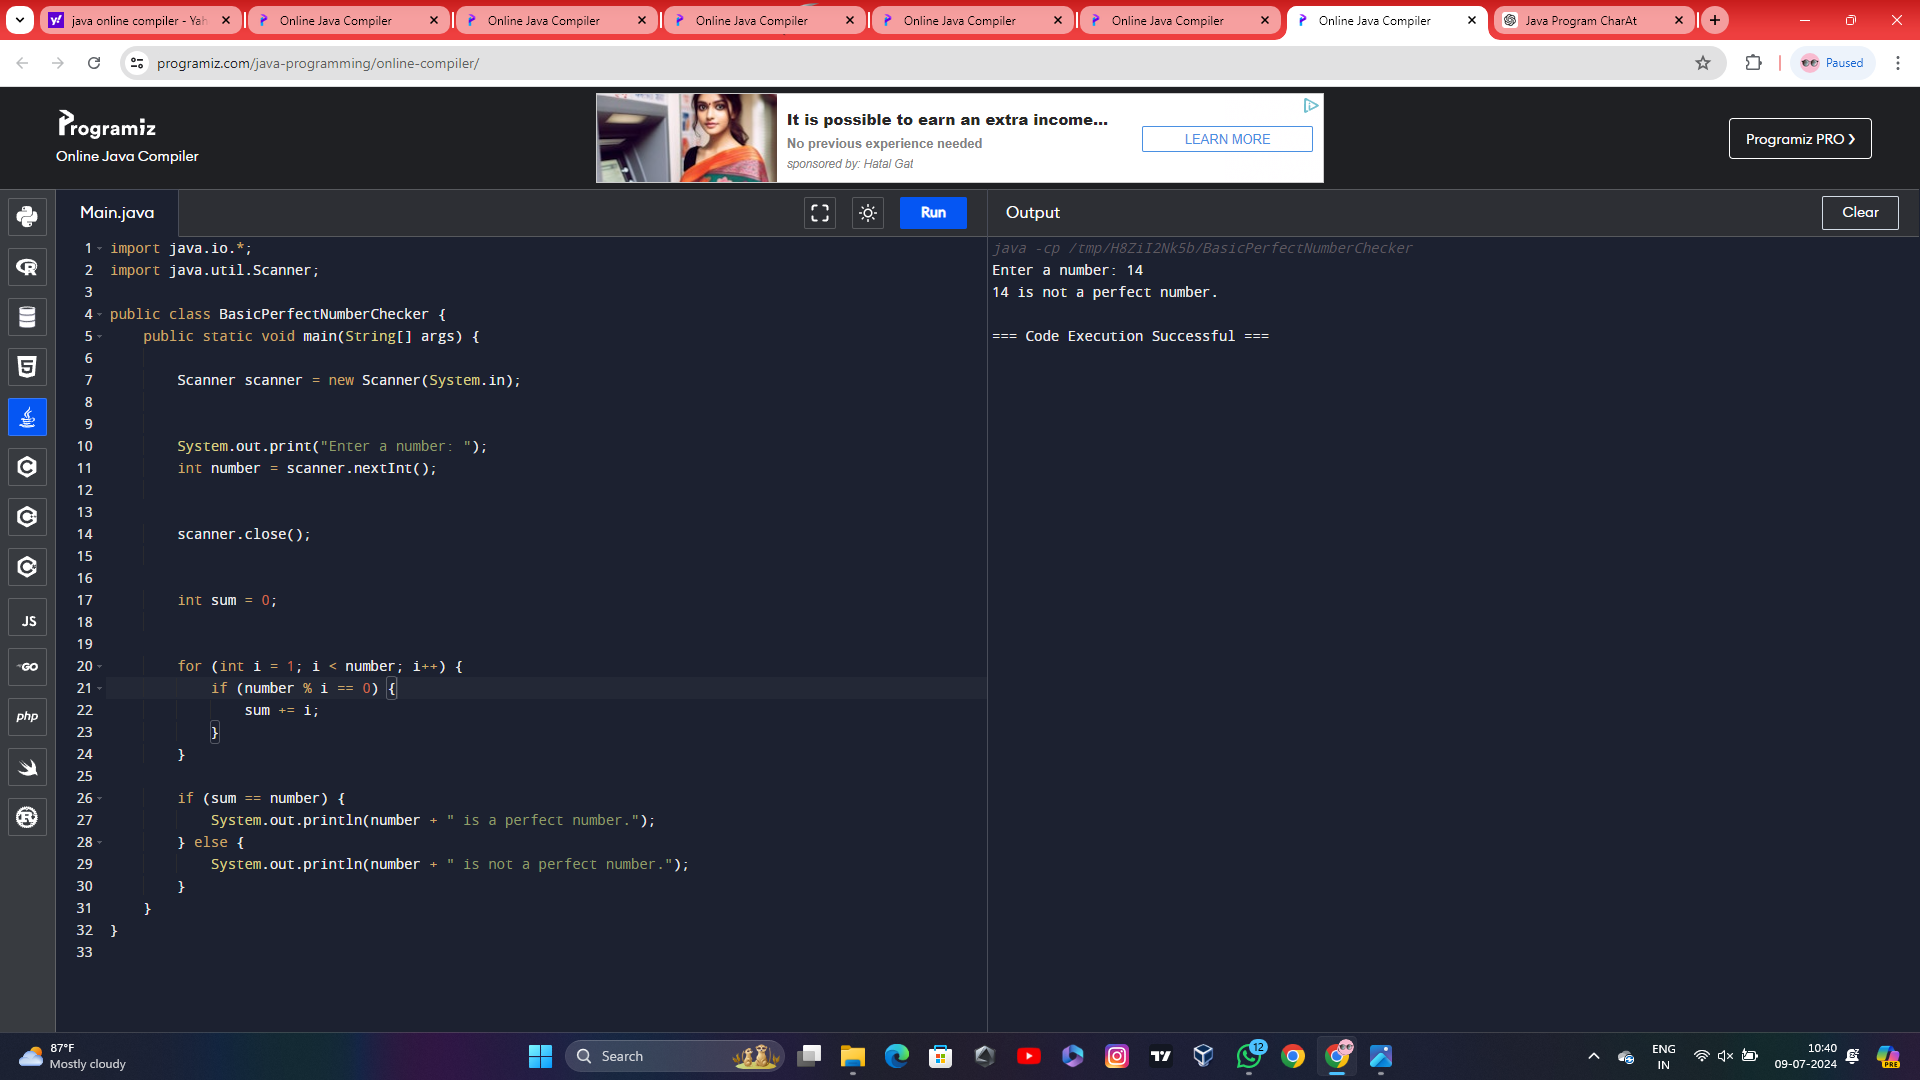 java online compiler - Yah
Online Java Compiler
Online Java Compiler
Online Java Compiler
Online Java Compiler
Online Java Compiler
Online Java Compiler
Java Program CharAt
programiz.com/java-programming/online-compiler/
Paused
Programiz
Online Java Compiler
It is possible to earn an extra income...
No previous experience needed
sponsored by: Hatal Gat
LEARN MORE
Programiz PRO ›
Main.java
Run
Output
Clear
1 import java.io.*;
2 import java.util.Scanner;
3
4 public class BasicPerfectNumberChecker {
5     public static void main(String[] args) {
6
7         Scanner scanner = new Scanner(System.in);
8
9
10         System.out.print("Enter a number: ");
11         int number = scanner.nextInt();
12
13
14         scanner.close();
15
16
17         int sum = 0;
18
19
20         for (int i = 1; i < number; i++) {
21             if (number % i == 0) {
22                 sum += i;
23             }
24         }
25
26         if (sum == number) {
27             System.out.println(number + " is a perfect number.");
28         } else {
29             System.out.println(number + " is not a perfect number.");
30         }
31     }
32 }
33
java -cp /tmp/H8ZiI2Nk5b/BasicPerfectNumberChecker
Enter a number: 14
14 is not a perfect number.
=== Code Execution Successful ===
JS
GO
php
87°F
Mostly cloudy
Search
12
ENG
IN
10:40
09-07-2024
PRE